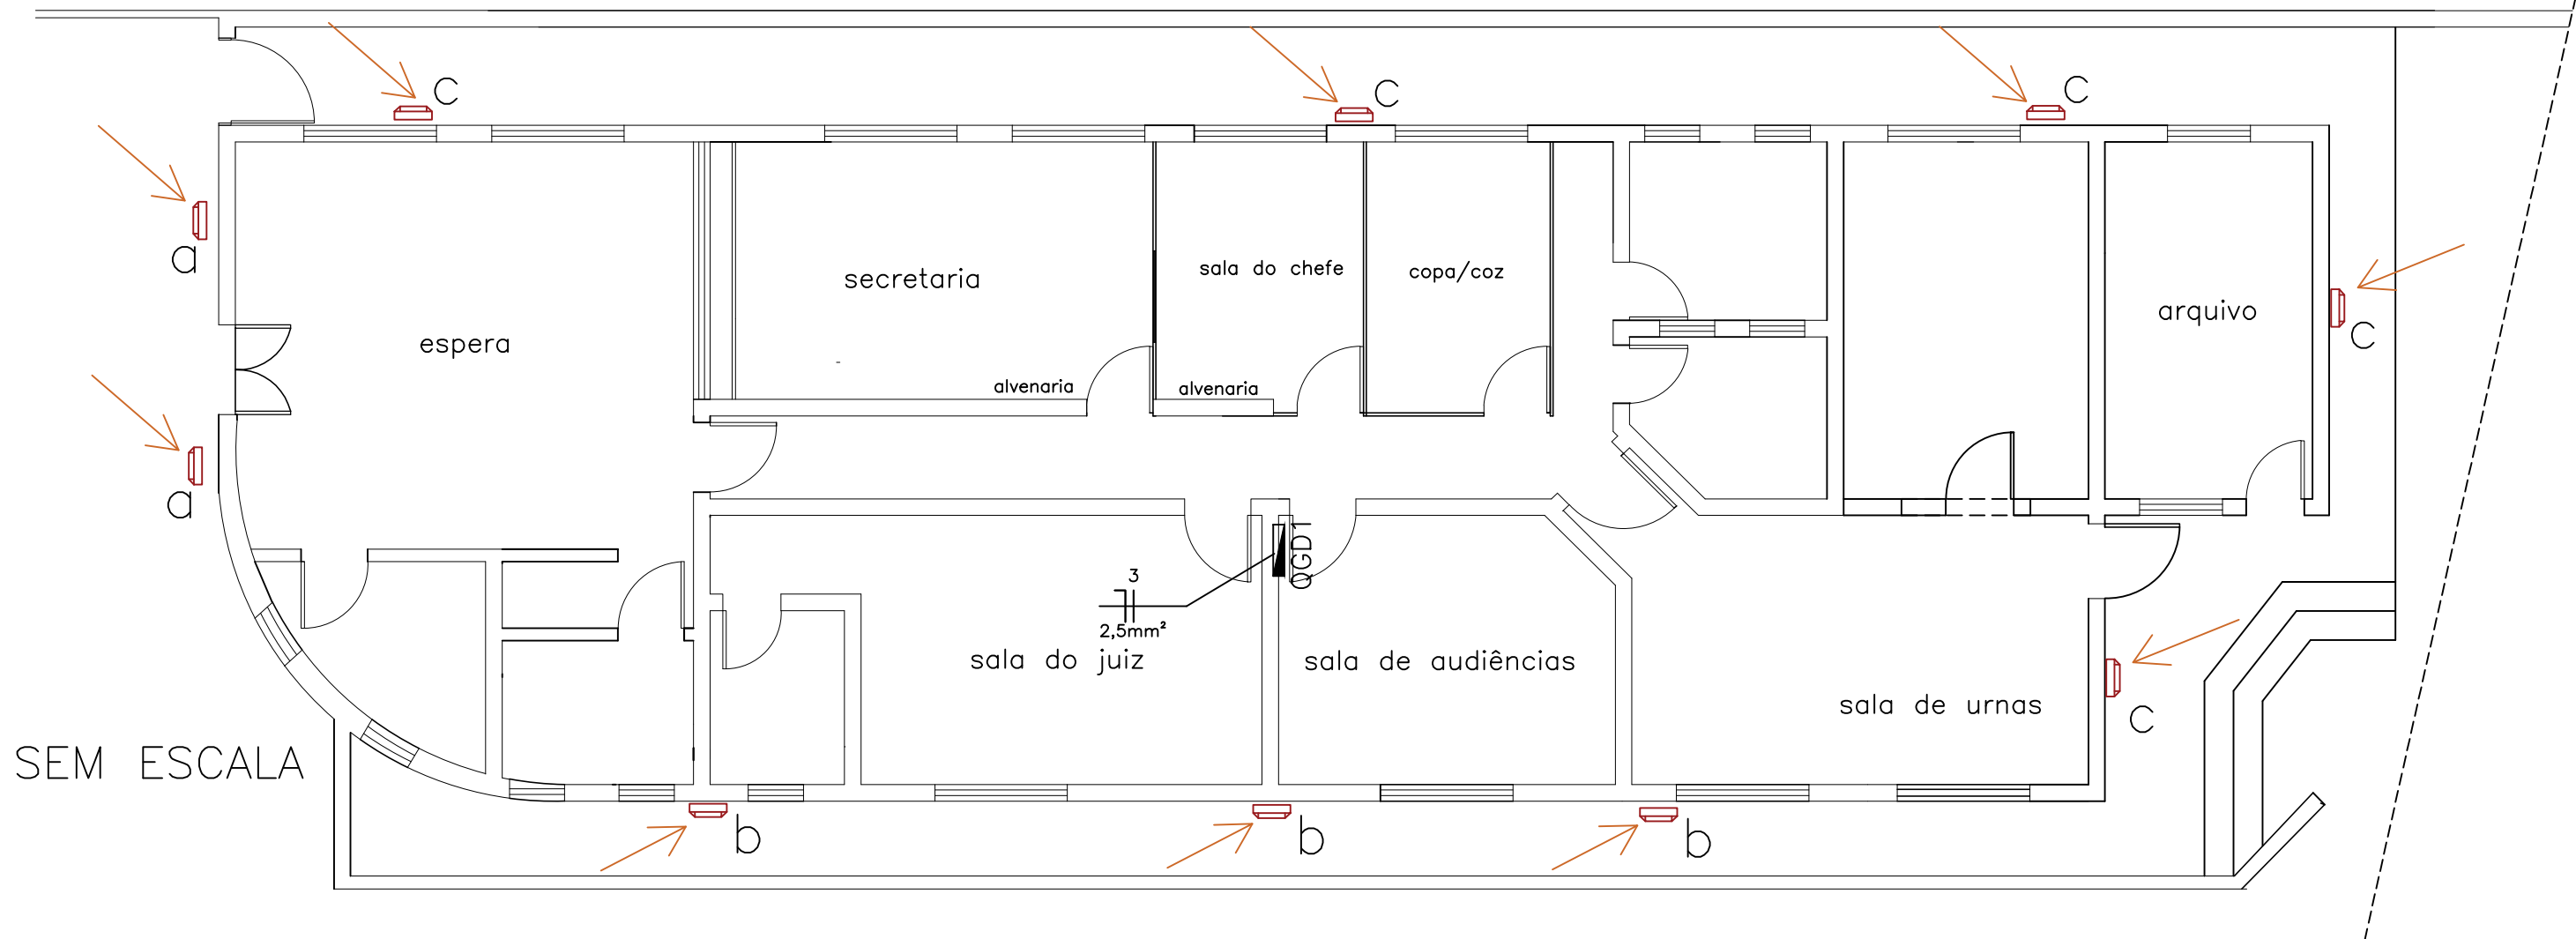 c
c
c
a
secretaria
sala do chefe
copa/coz
arquivo
espera
c
alvenaria
alvenaria
a
QGD1
3
2,5mm²
sala do juiz
sala de audiências
sala de urnas
c
SEM ESCALA
b
b
b